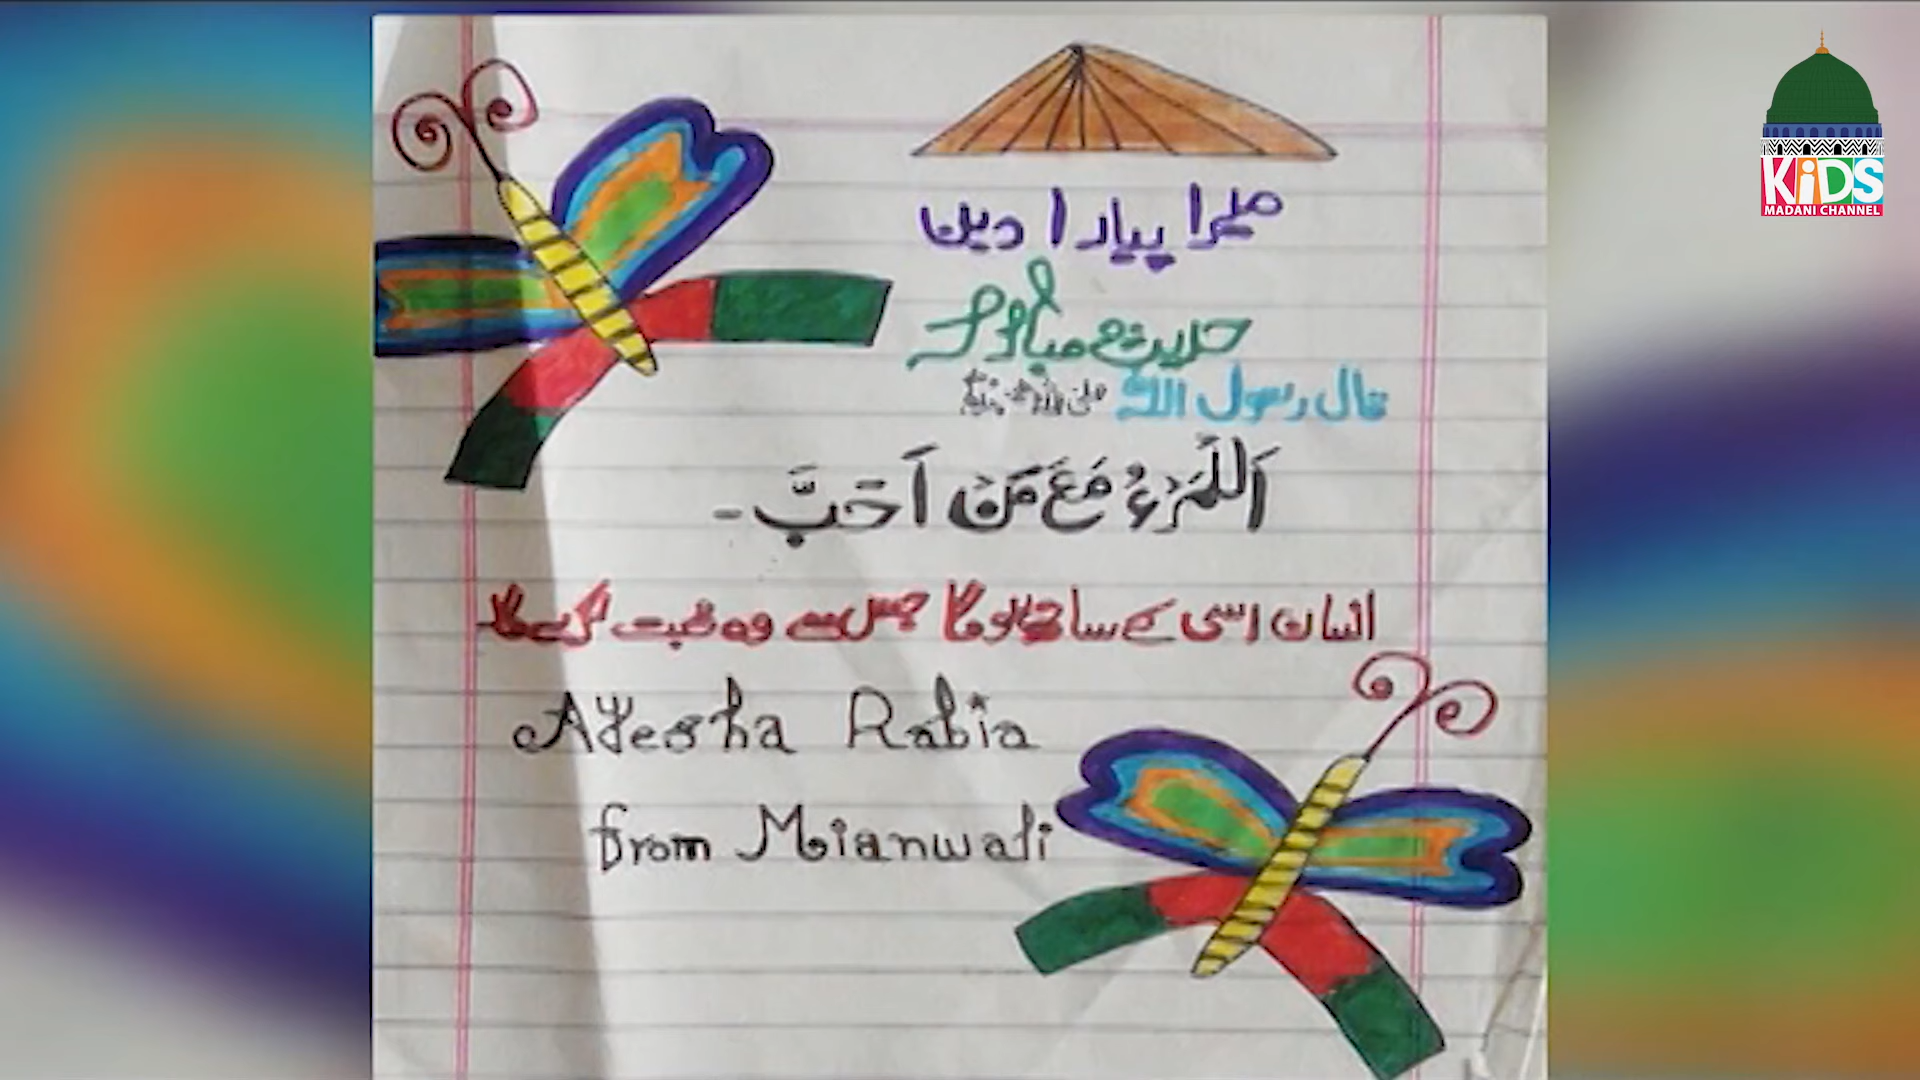 میرا پیارا دین
حدیث مبارکہ
قال رسول اللہ صلی اللہ علیہ وسلم
اَلْمَرْءُ مَعَ مَنْ اَحَبَّ۔
انسان اسی کے ساتھ ہوگا جس سے وہ محبت کرے گا
Ayesha Rabia
from Mianwali
KiDS
MADANI CHANNEL